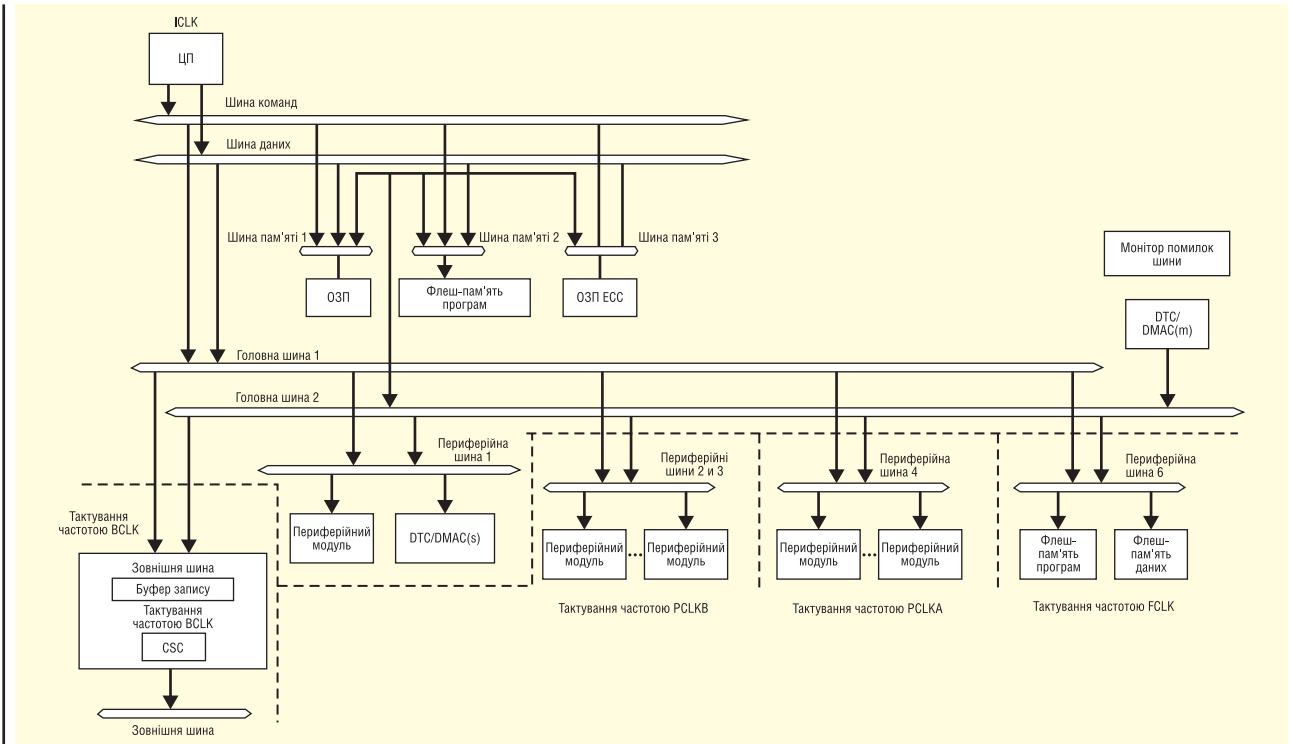 ICLK
ЦП
Шина команд
Шина даних
Шина пам'яті 1
Шина пам'яті 2
Шина пам'яті 3
ОЗП
Флеш-пам'ять
програм
ОЗП ECC
Монітор помилок
шини
DTC/
DMAC(m)
Головна шина 1
Головна шина 2
Периферійна
шина 1
Периферійні
шини 2 и 3
Периферійна
шина 4
Периферійна
шина 6
Тактування
частотою BCLK
Периферійний
модуль
DTC/DMAC(s)
Периферійний
модуль
...
Периферійний
модуль
Периферійний
модуль
...
Периферійний
модуль
Флеш-
пам'ять
програм
Флеш-
пам'ять
даних
Зовнішня шина
Буфер запису
Тактування
частотою BCLK
CSC
Тактування частотою PCLKB
Тактування частотою PCLKA
Тактування частотою FCLK
Зовнішня шина